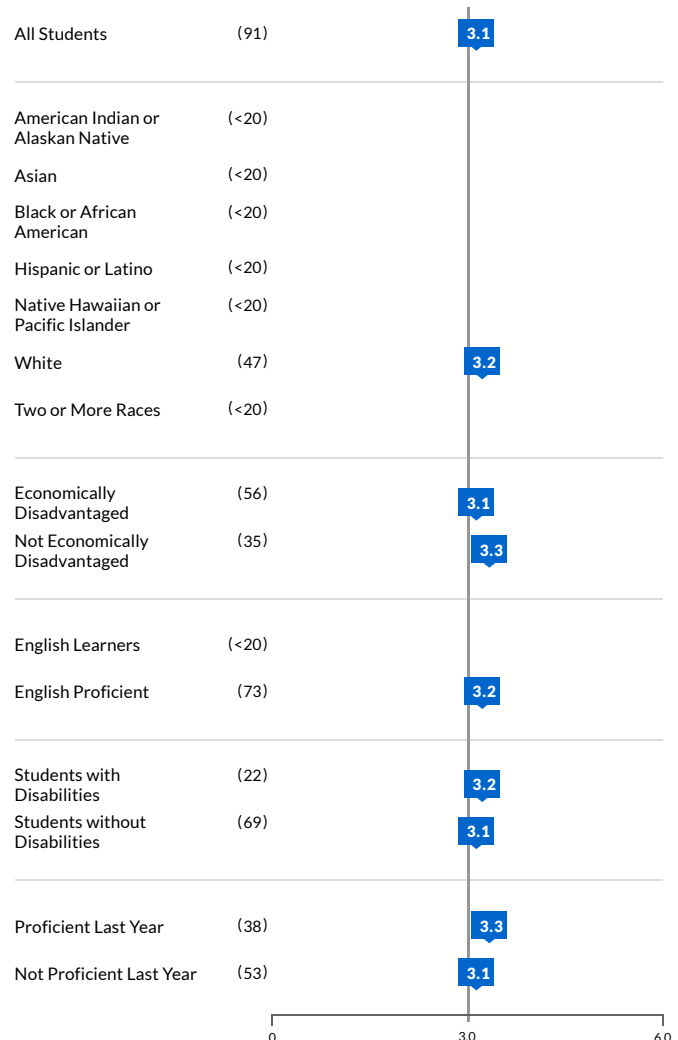 All Students (91) 3.1
American Indian or (<20)
Alaskan Native
Asian (<20)
Black or African (<20)
American
Hispanic or Latino (<20)
Native Hawaiian or (<20)
Pacific Islander
White (47) 3.2
Two or More Races (<20)
Economically (56) 3.1
Disadvantaged
Not Economically (35) 3.3
Disadvantaged
English Learners (<20)
English Proficient (73) 3.2
Students with (22) 3.2
Disabilities
Students without (69) 3.1
Disabilities
Proficient Last Year (38) 3.3
Not Proficient Last Year (53) 3.1
0 3.0 6.0